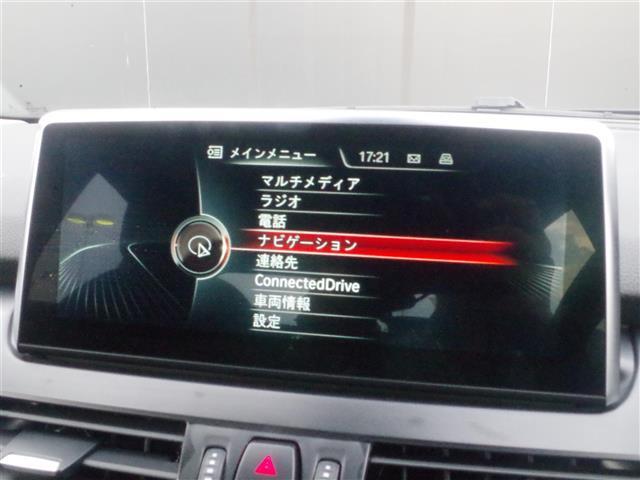 メインメニュー 17:21
マルチメディア
ラジオ
電話
ナビゲーション
連絡先
ConnectedDrive
車両情報
設定